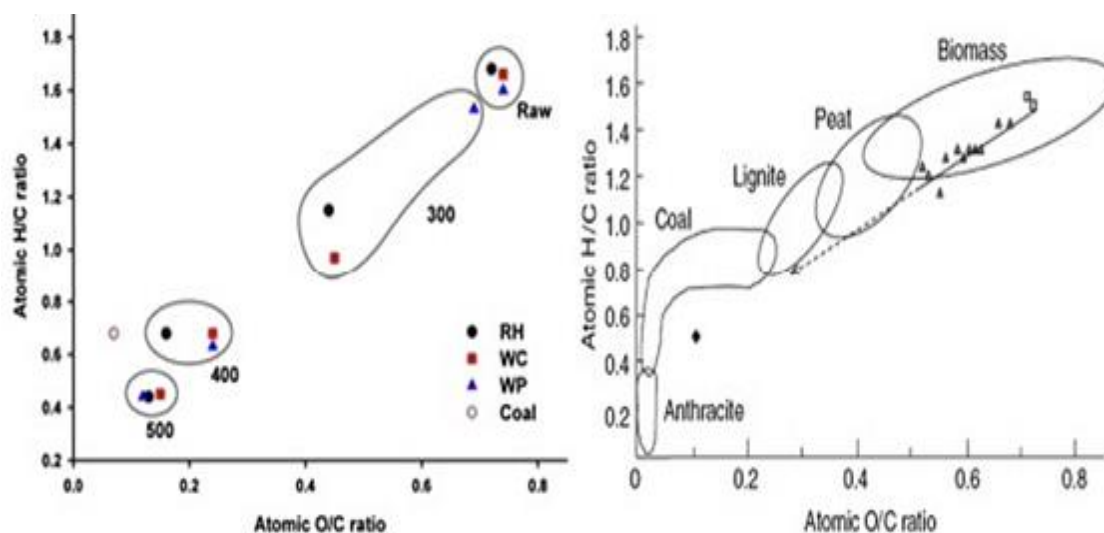 Atomic H/C ratio
1.8
1.6
1.4
1.2
1.0
0.8
0.6
0.4
0.2
0.0
0.2
0.4
0.6
0.8
Atomic O/C ratio
Raw
300
400
500
RH
WC
WP
Coal
Atomic H/C ratio
1.8
1.6
1.4
1.2
1.0
0.8
0.6
0.4
0.2
0
0.2
0.4
0.6
0.8
Atomic O/C ratio
Biomass
Peat
Lignite
Coal
Anthracite